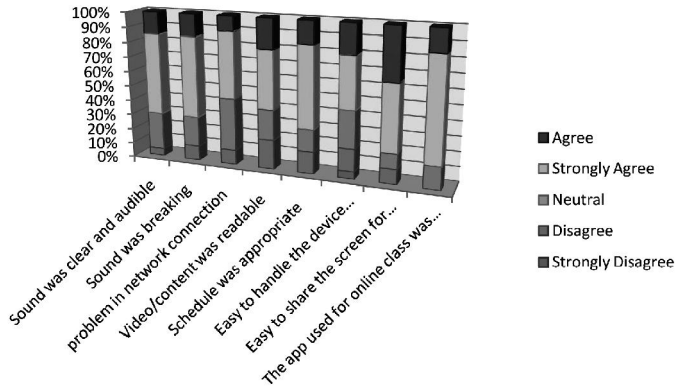 100%
90%
80%
70%
60%
50%
40%
30%
20%
10%
0%
Sound was clear and audible
Sound was breaking
problem in network connection
Video/content was readable
Schedule was appropriate
Easy to handle the device...
Easy to share the screen for...
The app used for online class was...
Agree
Strongly Agree
Neutral
Disagree
Strongly Disagree